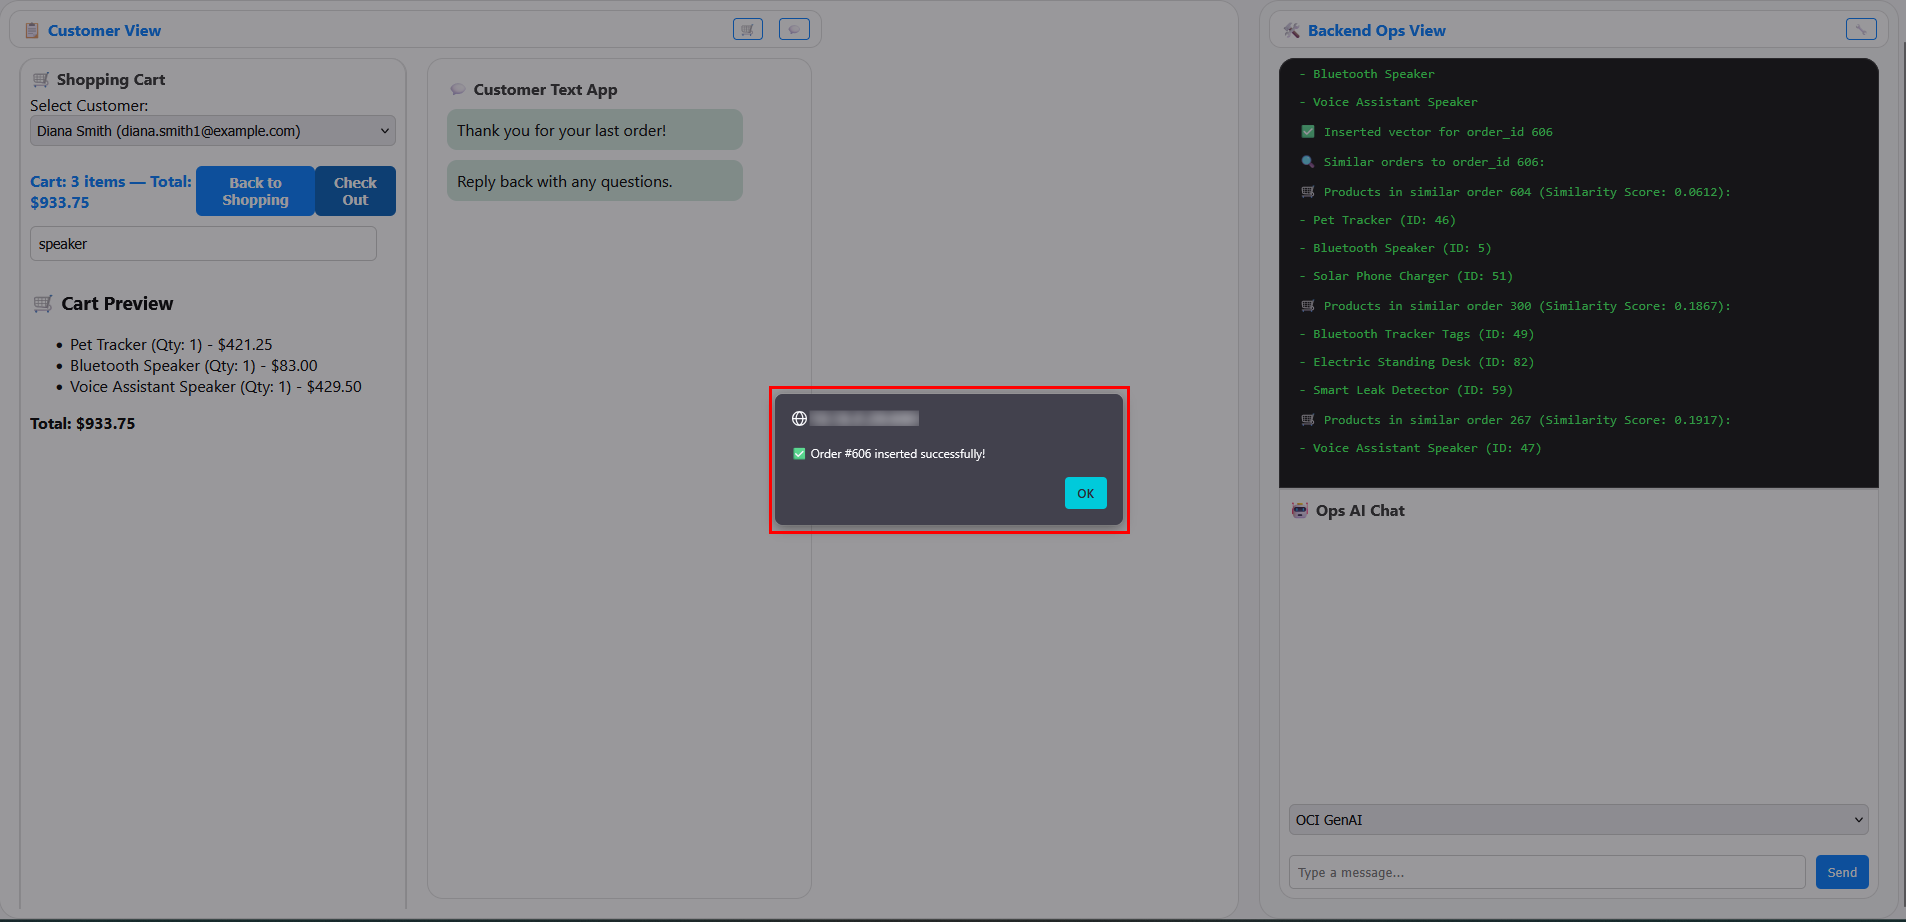 Customer View
Shopping Cart
Select Customer:
Diana Smith (diana.smith1@example.com)
Cart: 3 items — Total:
$933.75
Back to
Shopping
Check
Out
speaker
Cart Preview
Pet Tracker (Qty: 1) - $421.25
Bluetooth Speaker (Qty: 1) - $83.00
Voice Assistant Speaker (Qty: 1) - $429.50
Total: $933.75
Customer Text App
Thank you for your last order!
Reply back with any questions.
Order #606 inserted successfully!
OK
Backend Ops View
- Bluetooth Speaker
- Voice Assistant Speaker
Inserted vector for order_id 606
Similar orders to order_id 606:
Products in similar order 604 (Similarity Score: 0.0612):
- Pet Tracker (ID: 46)
- Bluetooth Speaker (ID: 5)
- Solar Phone Charger (ID: 51)
Products in similar order 300 (Similarity Score: 0.1867):
- Bluetooth Tracker Tags (ID: 49)
- Electric Standing Desk (ID: 82)
- Smart Leak Detector (ID: 59)
Products in similar order 267 (Similarity Score: 0.1917):
- Voice Assistant Speaker (ID: 47)
Ops AI Chat
OCI GenAI
Type a message...
Send